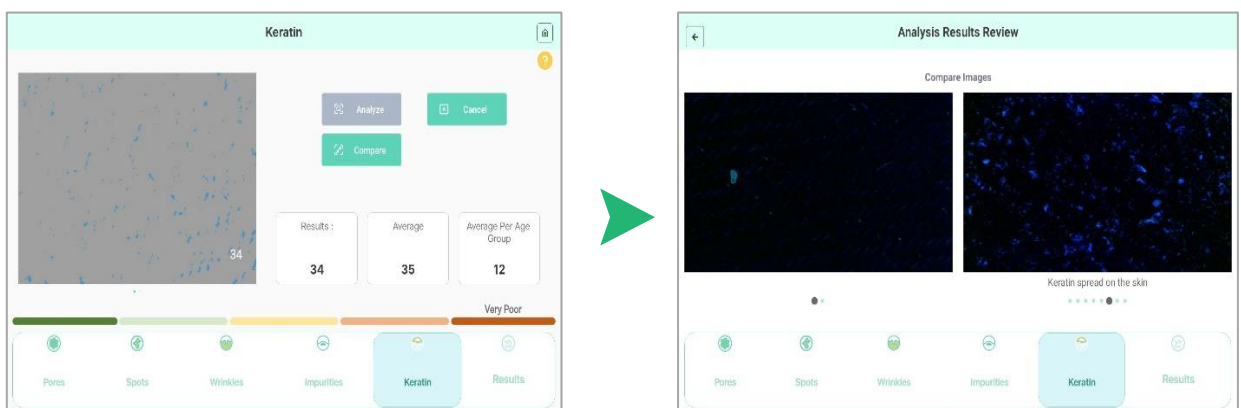 Keratin
?
Analyze
Cancel
Compare
34
Results :
34
Average
35
Average Per Age
Group
12
Very Poor
Pores
Spots
Wrinkles
Impurities
Keratin
Results
Analysis Results Review
Compare Images
Keratin spread on the skin
Pores
Spots
Wrinkles
Impurities
Keratin
Results